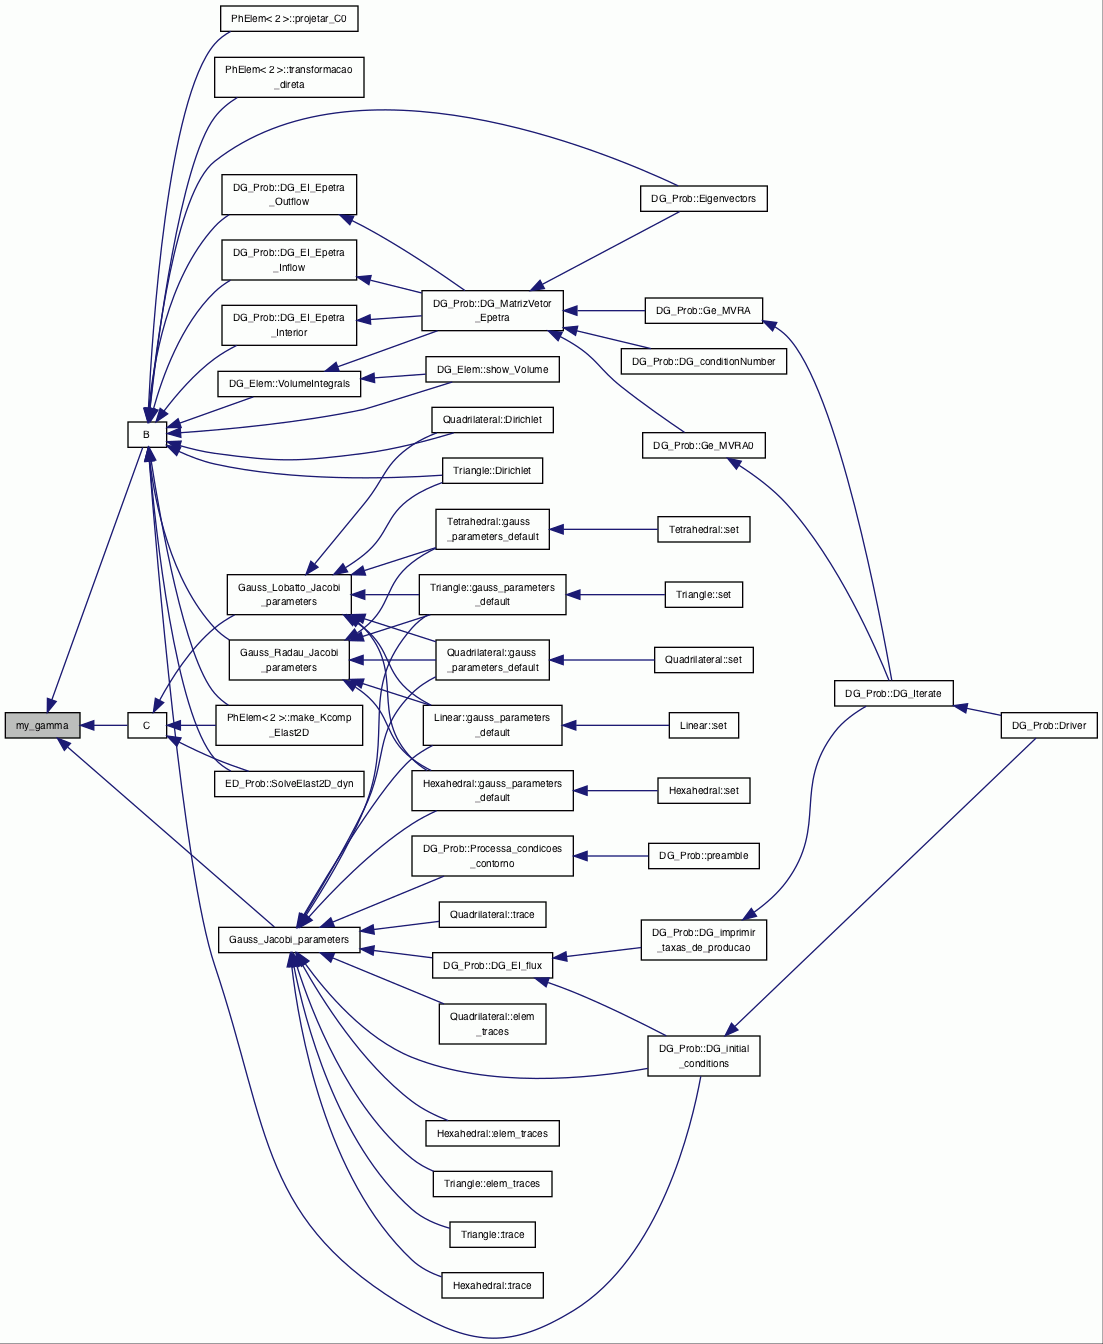 PhElem< 2 >::projetar_C0
PhElem< 2 >::transformacao
_direta
DG_Prob::DG_EI_Epetra
_Outflow
DG_Prob::Eigenvectors
DG_Prob::DG_EI_Epetra
_Inflow
DG_Prob::DG_MatrizVetor
_Epetra
DG_Prob::Ge_MVRA
DG_Prob::DG_EI_Epetra
_Interior
DG_Prob::DG_conditionNumber
DG_Elem::VolumeIntegrals
DG_Elem::show_Volume
Quadrilateral::Dirichlet
B
DG_Prob::Ge_MVRA0
Triangle::Dirichlet
Tetrahedral::gauss
_parameters_default
Tetrahedral::set
Gauss_Lobatto_Jacobi
_parameters
Triangle::gauss_parameters
_default
Triangle::set
Gauss_Radau_Jacobi
_parameters
Quadrilateral::gauss
_parameters_default
Quadrilateral::set
DG_Prob::DG_Iterate
my_gamma
C
PhElem< 2 >::make_Kcomp
_Elast2D
Linear::gauss_parameters
_default
Linear::set
DG_Prob::Driver
ED_Prob::SolveElast2D_dyn
Hexahedral::gauss_parameters
_default
Hexahedral::set
DG_Prob::Processa_condicoes
_contorno
DG_Prob::preamble
Quadrilateral::trace
Gauss_Jacobi_parameters
DG_Prob::DG_imprimir
_taxas_de_producao
DG_Prob::DG_EI_flux
Quadrilateral::elem
_traces
DG_Prob::DG_initial
_conditions
Hexahedral::elem_traces
Triangle::elem_traces
Triangle::trace
Hexahedral::trace